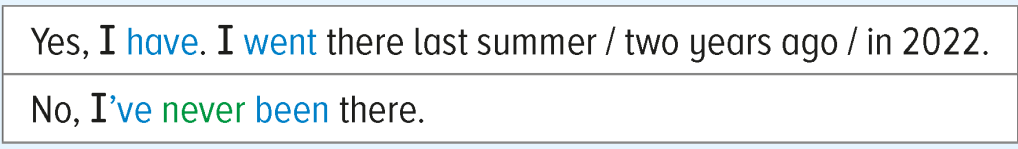 Yes, I have. I went there last summer / two years ago / in 2022.
No, I've never been there.